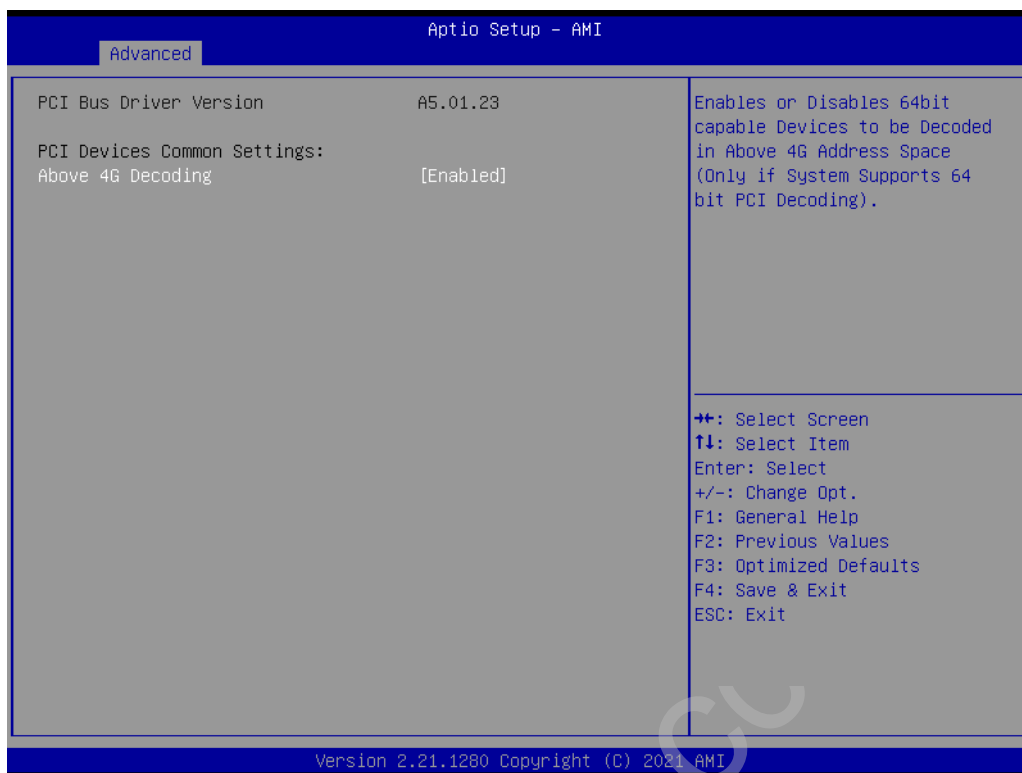 Aptio Setup – AMI
Advanced
PCI Bus Driver Version A5.01.23
PCI Devices Common Settings:
Above 4G Decoding [Enabled]
Enables or Disables 64bit
capable Devices to be Decoded
in Above 4G Address Space
(Only if System Supports 64
bit PCI Decoding).
→←: Select Screen
↑↓: Select Item
Enter: Select
+/-: Change Opt.
F1: General Help
F2: Previous Values
F3: Optimized Defaults
F4: Save & Exit
ESC: Exit
Version 2.21.1280 Copyright (C) 2021 AMI